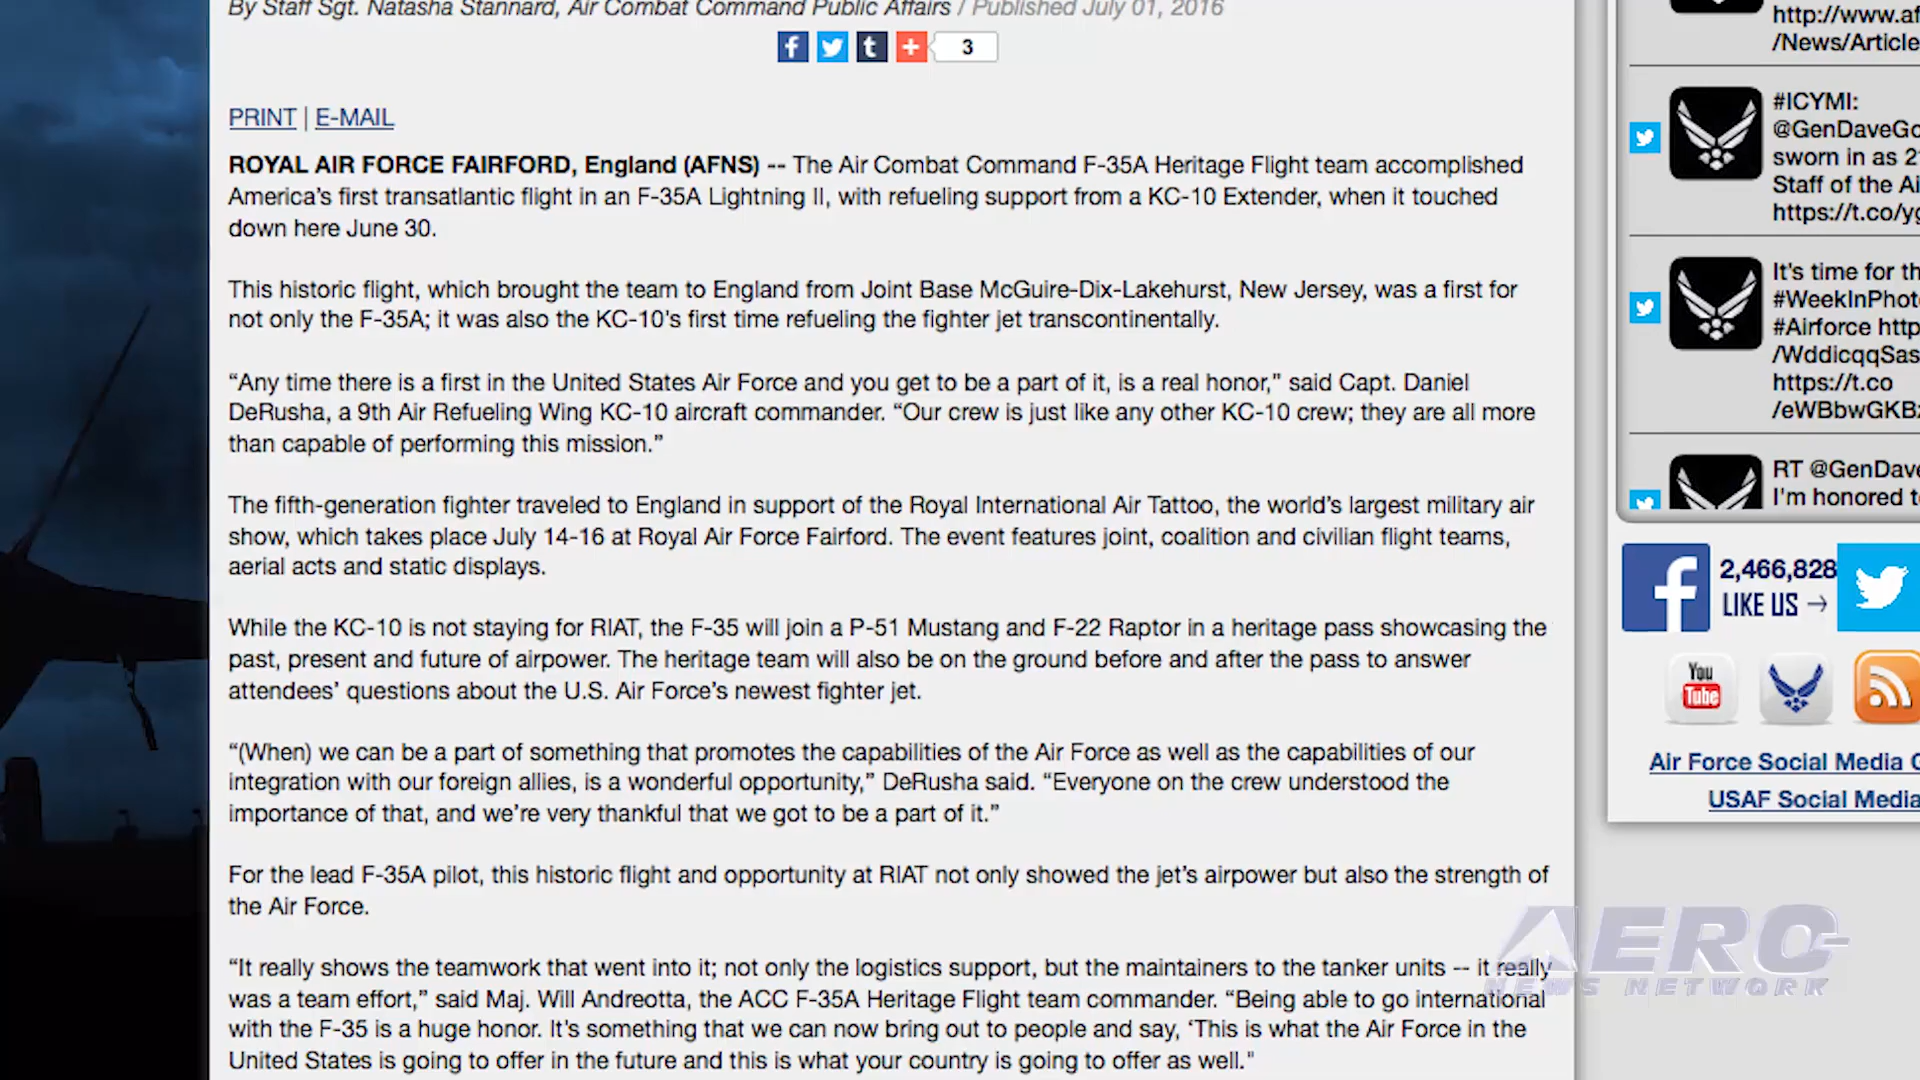 By Staff Sgt. Natasha Stannard, Air Combat Command Public Affairs / Published July 01, 2016
3
PRINT | E-MAIL
ROYAL AIR FORCE FAIRFORD, England (AFNS) -- The Air Combat Command F-35A Heritage Flight team accomplished
America's first transatlantic flight in an F-35A Lightning II, with refueling support from a KC-10 Extender, when it touched
down here June 30.
This historic flight, which brought the team to England from Joint Base McGuire-Dix-Lakehurst, New Jersey, was a first for
not only the F-35A; it was also the KC-10's first time refueling the fighter jet transcontinentally.
“Any time there is a first in the United States Air Force and you get to be a part of it, is a real honor,” said Capt. Daniel
DeRusha, a 9th Air Refueling Wing KC-10 aircraft commander. “Our crew is just like any other KC-10 crew; they are all more
than capable of performing this mission.”
The fifth-generation fighter traveled to England in support of the Royal International Air Tattoo, the world's largest military air
show, which takes place July 14-16 at Royal Air Force Fairford. The event features joint, coalition and civilian flight teams,
aerial acts and static displays.
While the KC-10 is not staying for RIAT, the F-35 will join a P-51 Mustang and F-22 Raptor in a heritage pass showcasing the
past, present and future of airpower. The heritage team will also be on the ground before and after the pass to answer
attendees' questions about the U.S. Air Force's newest fighter jet.
“(When) we can be a part of something that promotes the capabilities of the Air Force as well as the capabilities of our
integration with our foreign allies, is a wonderful opportunity,” DeRusha said. “Everyone on the crew understood the
importance of that, and we're very thankful that we got to be a part of it.”
For the lead F-35A pilot, this historic flight and opportunity at RIAT not only showed the jet's airpower but also the strength of
the Air Force.
“It really shows the teamwork that went into it; not only the logistics support, but the maintainers to the tanker units -- it really
was a team effort,” said Maj. Will Andreotta, the ACC F-35A Heritage Flight team commander. “Being able to go international
with the F-35 is a huge honor. It's something that we can now bring out to people and say, ‘This is what the Air Force in the
United States is going to offer in the future and this is what your country is going to offer as well."
http://www.af
/News/Article
#ICYMI:
@GenDaveGo
sworn in as 2
Staff of the Ai
https://t.co/yg
It's time for th
#WeekInPhoto
#Airforce http
/WddicqqSas
https://t.co
/eWBbwGKB
RT @GenDave
I'm honored t
2,466,828
LIKE US →
You
Tube
Air Force Social Media
USAF Social Media
AERO
NEWS NETWORK